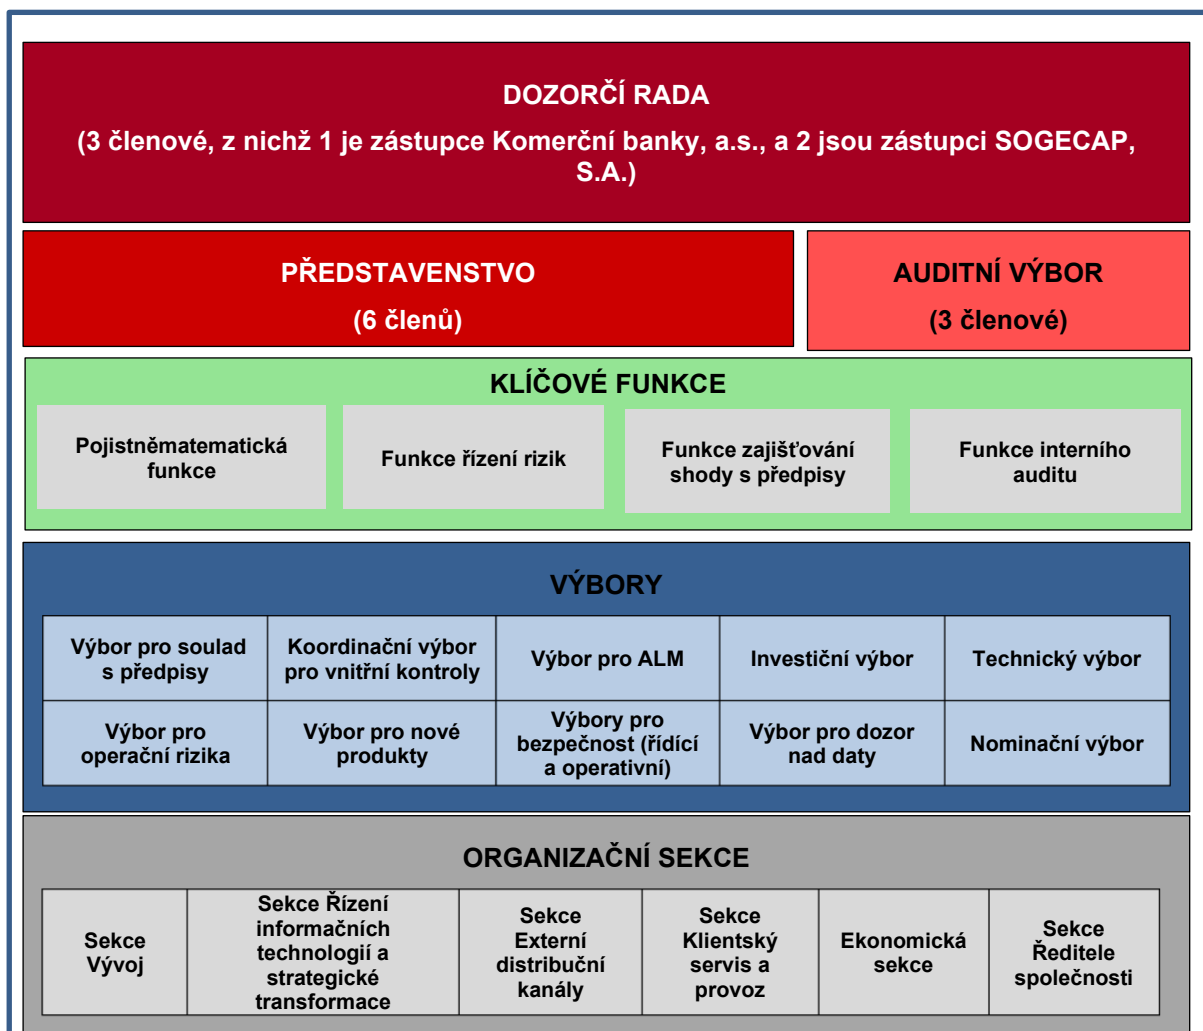 DOZORČÍ RADA
(3 členové, z nichž 1 je zástupce Komerční banky, a.s., a 2 jsou zástupci SOGECAP,
S.A.)
PŘEDSTAVENSTVO
(6 členů)
AUDITNÍ VÝBOR
(3 členové)
KLÍČOVÉ FUNKCE
Pojistněmatematická
funkce
Funkce řízení rizik
Funkce zajišťování
shody s předpisy
Funkce interního
auditu
VÝBORY
Výbor pro soulad
s předpisy
Koordinační výbor
pro vnitřní kontroly
Výbor pro ALM
Investiční výbor
Technický výbor
Výbor pro
operační rizika
Výbor pro nové
produkty
Výbory pro
bezpečnost (řídící
a operativní)
Výbor pro dozor
nad daty
Nominační výbor
ORGANIZAČNÍ SEKCE
Sekce
Vývoj
Sekce Řízení
informačních
technologií a
strategické
transformace
Sekce
Externí
distribuční
kanály
Sekce
Klientský
servis a
provoz
Ekonomická
sekce
Sekce
Ředitele
společnosti